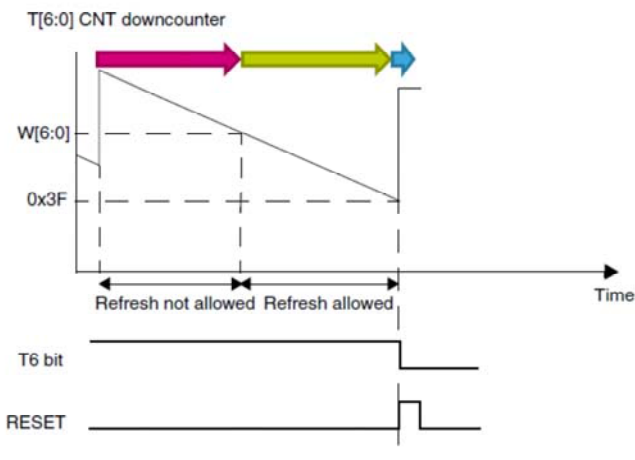 T[6:0] CNT downcounter
W[6:0]
0x3F
Refresh not allowed Refresh allowed
Time
T6 bit
RESET